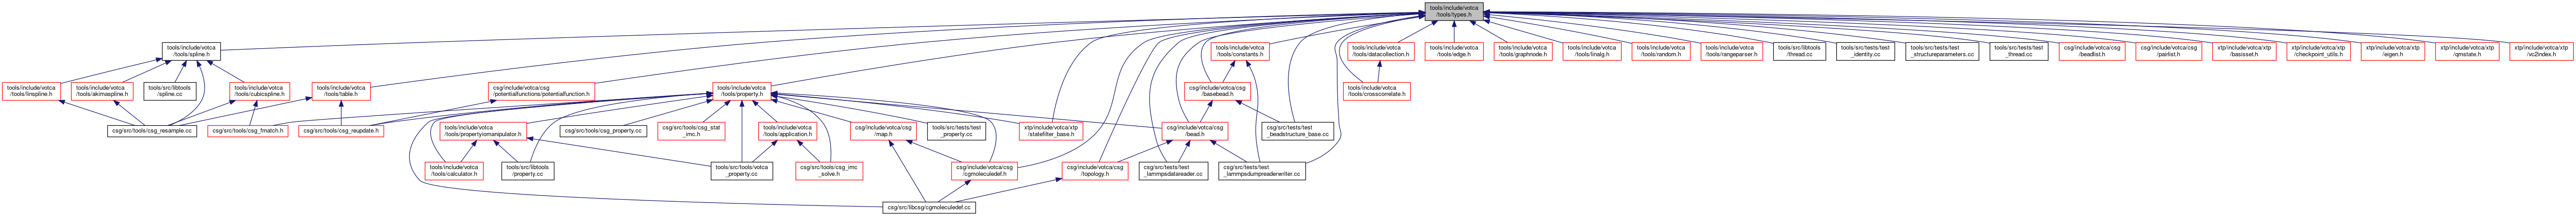 tools/include/votca
/tools/types.h
tools/include/votca
/tools/spline.h
tools/include/votca
/tools/constants.h
tools/include/votca
/tools/datacollection.h
tools/include/votca
/tools/edge.h
tools/include/votca
/tools/graphnode.h
tools/include/votca
/tools/linalg.h
tools/include/votca
/tools/random.h
tools/include/votca
/tools/rangeparser.h
tools/src/libtools
/thread.cc
tools/src/tests/test
_identity.cc
tools/src/tests/test
_structureparameters.cc
tools/src/tests/test
_thread.cc
csg/include/votca/csg
/beadlist.h
csg/include/votca/csg
/pairlist.h
xtp/include/votca/xtp
/basisset.h
xtp/include/votca/xtp
/checkpoint_utils.h
xtp/include/votca/xtp
/eigen.h
xtp/include/votca/xtp
/qmstate.h
xtp/include/votca/xtp
/vc2index.h
tools/include/votca
/tools/linspline.h
tools/include/votca
/tools/akimaspline.h
tools/src/libtools
/spline.cc
tools/include/votca
/tools/cubicspline.h
tools/include/votca
/tools/table.h
csg/include/votca/csg
/potentialfunctions/potentialfunction.h
tools/include/votca
/tools/property.h
csg/include/votca/csg
/basebead.h
tools/include/votca
/tools/crosscorrelate.h
csg/src/tools/csg_resample.cc
csg/src/tools/csg_fmatch.h
csg/src/tools/csg_reupdate.h
tools/include/votca
/tools/propertyiomanipulator.h
csg/src/tools/csg_property.cc
csg/src/tools/csg_stat
_imc.h
tools/include/votca
/tools/application.h
csg/include/votca/csg
/map.h
tools/src/tests/test
_property.cc
xtp/include/votca/xtp
/statefilter_base.h
csg/include/votca/csg
/bead.h
csg/src/tests/test
_beadstructure_base.cc
tools/include/votca
/tools/calculator.h
tools/src/libtools
/property.cc
tools/src/tools/votca
_property.cc
csg/src/tools/csg_imc
_solve.h
csg/include/votca/csg
/cgmoleculedef.h
csg/include/votca/csg
/topology.h
csg/src/tests/test
_lammpsdatareader.cc
csg/src/tests/test
_lammpsdumpreaderwriter.cc
csg/src/libcsg/cgmoleculedef.cc